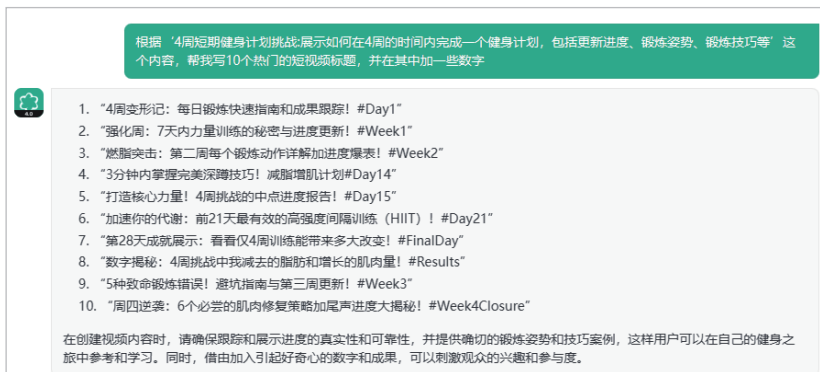 根据‘4周短期健身计划挑战:展示如何在4周的时间内完成一个健身计划，包括更新进度、锻炼姿势、锻炼技巧等’这
个内容，帮我写10个热门的短视频标题，并在其中加一些数字
4.0
1. “4周变形记：每日锻炼快速指南和成果跟踪！#Day1”
2. “强化周：7天内力量训练的秘密与进度更新！#Week1”
3. “燃脂突击：第二周每个锻炼动作详解加进度爆表！#Week2”
4. “3分钟内掌握完美深蹲技巧！减脂增肌计划#Day14”
5. “打造核心力量！4周挑战的中点进度报告！#Day15”
6. “加速你的代谢：前21天最有效的高强度间隔训练（HIIT）！#Day21”
7. “第28天成就展示：看看仅4周训练能带来多大改变！#FinalDay”
8. “数字揭秘：4周挑战中我减去的脂肪和增长的肌肉量！#Results”
9. “5种致命锻炼错误！避坑指南与第三周更新！#Week3”
10. “周四逆袭：6个必尝的肌肉修复策略加尾声进度大揭秘！#Week4Closure”
在创建视频内容时，请确保跟踪和展示进度的真实性和可靠性，并提供确切的锻炼姿势和技巧案例，这样用户可以在自己的健身之
旅中参考和学习。同时，借由加入引起好奇心的数字和成果，可以刺激观众的兴趣和参与度。